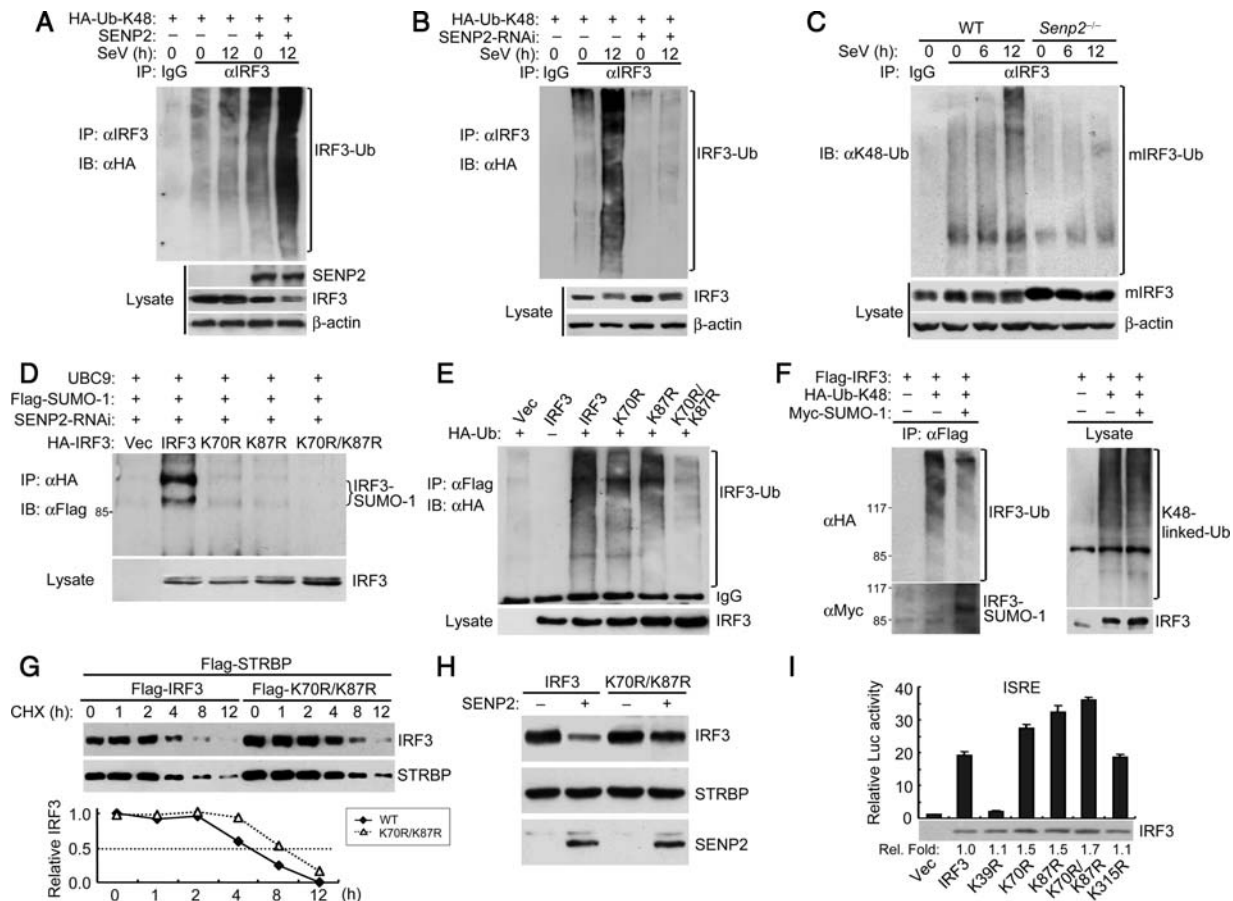 A
HA-Ub-K48: + + + + +
SENP2: – – – + +
SeV (h): 0 0 12 0 12
IP: IgG αIRF3
IP: αIRF3
IB: αHA
IRF3-Ub
SENP2
Lysate IRF3
β-actin
B
HA-Ub-K48: + + + + +
SENP2-RNAi: – – – + +
SeV (h): 0 0 12 0 12
IP: IgG αIRF3
IP: αIRF3
IB: αHA
IRF3-Ub
Lysate IRF3
β-actin
C
WT Senp2–/–
SeV (h): 0 0 6 12 0 6 12
IP: IgG αIRF3
IB: αK48-Ub
mIRF3-Ub
Lysate mIRF3
β-actin
D
UBC9: + + + + +
Flag-SUMO-1: + + + + +
SENP2-RNAi: + + + + +
HA-IRF3: Vec IRF3 K70R K87R K70R/K87R
IP: αHA
IB: αFlag
85-
IRF3-SUMO-1
Lysate IRF3
E
Vec IRF3 IRF3 K70R K87R K70R/K87R
HA-Ub: + – + + + +
IP: αFlag
IB: αHA
IRF3-Ub
IgG
Lysate IRF3
F
Flag-IRF3: + + + + + +
HA-Ub-K48: – + + – + +
Myc-SUMO-1: – – + – – +
IP: αFlag Lysate
αHA
117-
85-
IRF3-Ub
K48-linked-Ub
αMyc
117-
85-
IRF3-SUMO-1
IRF3
G
Flag-STRBP
Flag-IRF3 Flag-K70R/K87R
CHX (h): 0 1 2 4 8 12 0 1 2 4 8 12
IRF3
STRBP
Relative IRF3
1.0
0.5
0
WT
K70R/K87R
0 1 2 4 8 12 (h)
H
IRF3 K70R/K87R
SENP2: – + – +
IRF3
STRBP
SENP2
I
ISRE
Relative Luc activity
40
30
20
10
0
IRF3
Rel. Fold: 1.0 1.1 1.5 1.5 1.7 1.1
Vec IRF3 K39R K70R K87R K70R/K87R K315R